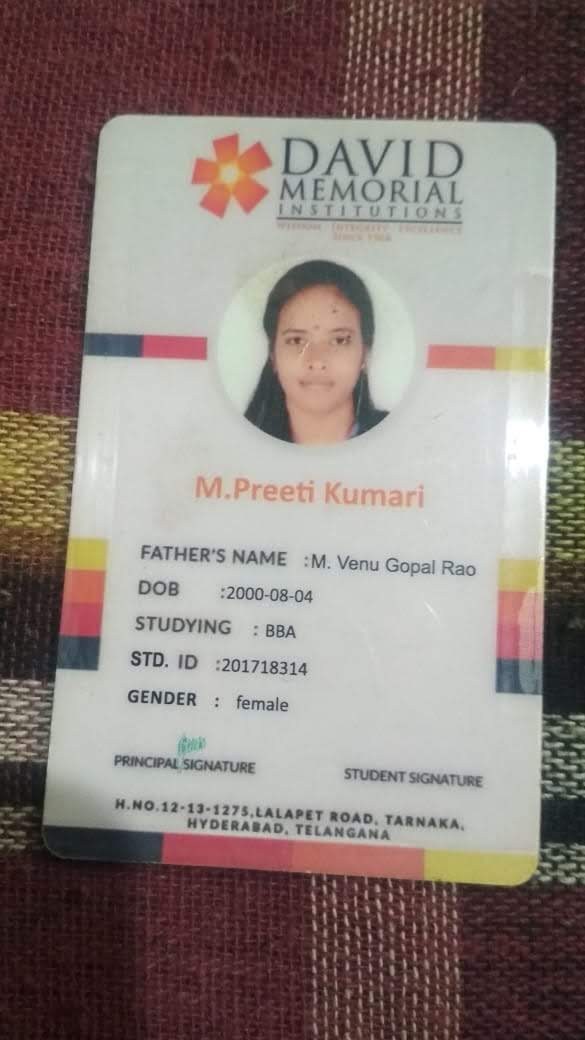 DAVID
MEMORIAL
INSTITUTIONS
WISDOM · INTEGRITY · EXCELLENCE
SINCE
M.Preeti Kumari
FATHER'S NAME :M. Venu Gopal Rao
DOB :2000-08-04
STUDYING : BBA
STD. ID :201718314
GENDER : female
PRINCIPAL SIGNATURE STUDENT SIGNATURE
H.NO.12-13-1275,LALAPET ROAD, TARNAKA,
HYDERABAD, TELANGANA